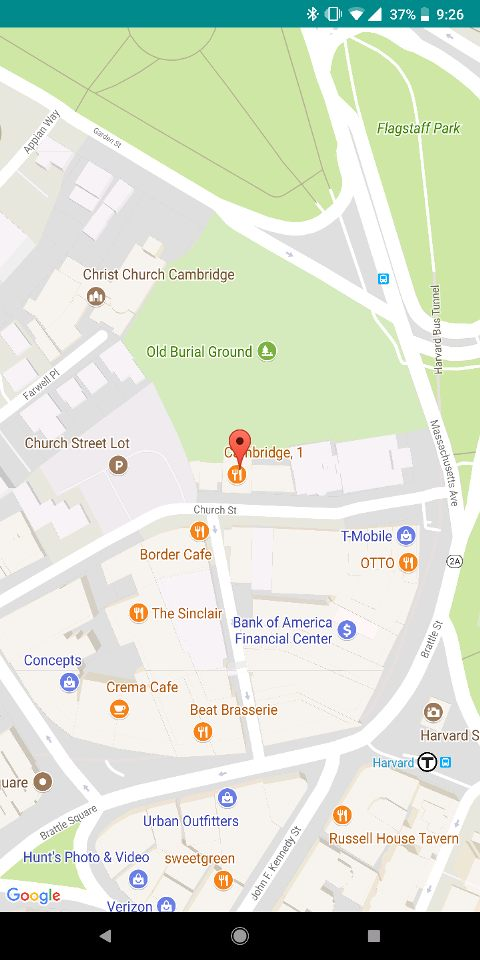 37% 9:26
Flagstaff Park
Appian Way
Garden St
Christ Church Cambridge
Harvard Bus Tunnel
Old Burial Ground
Farwell Pl
Church Street Lot
P
Cambridge, 1
Massachusetts Ave
Church St
T-Mobile
Border Cafe
OTTO
2A
The Sinclair
Bank of America
Financial Center
$
Brattle St
Concepts
Crema Cafe
Beat Brasserie
Harvard S
Harvard T
quare
Brattle Square
Urban Outfitters
John F. Kennedy St
Russell House Tavern
Hunt's Photo & Video
sweetgreen
Google
Verizon